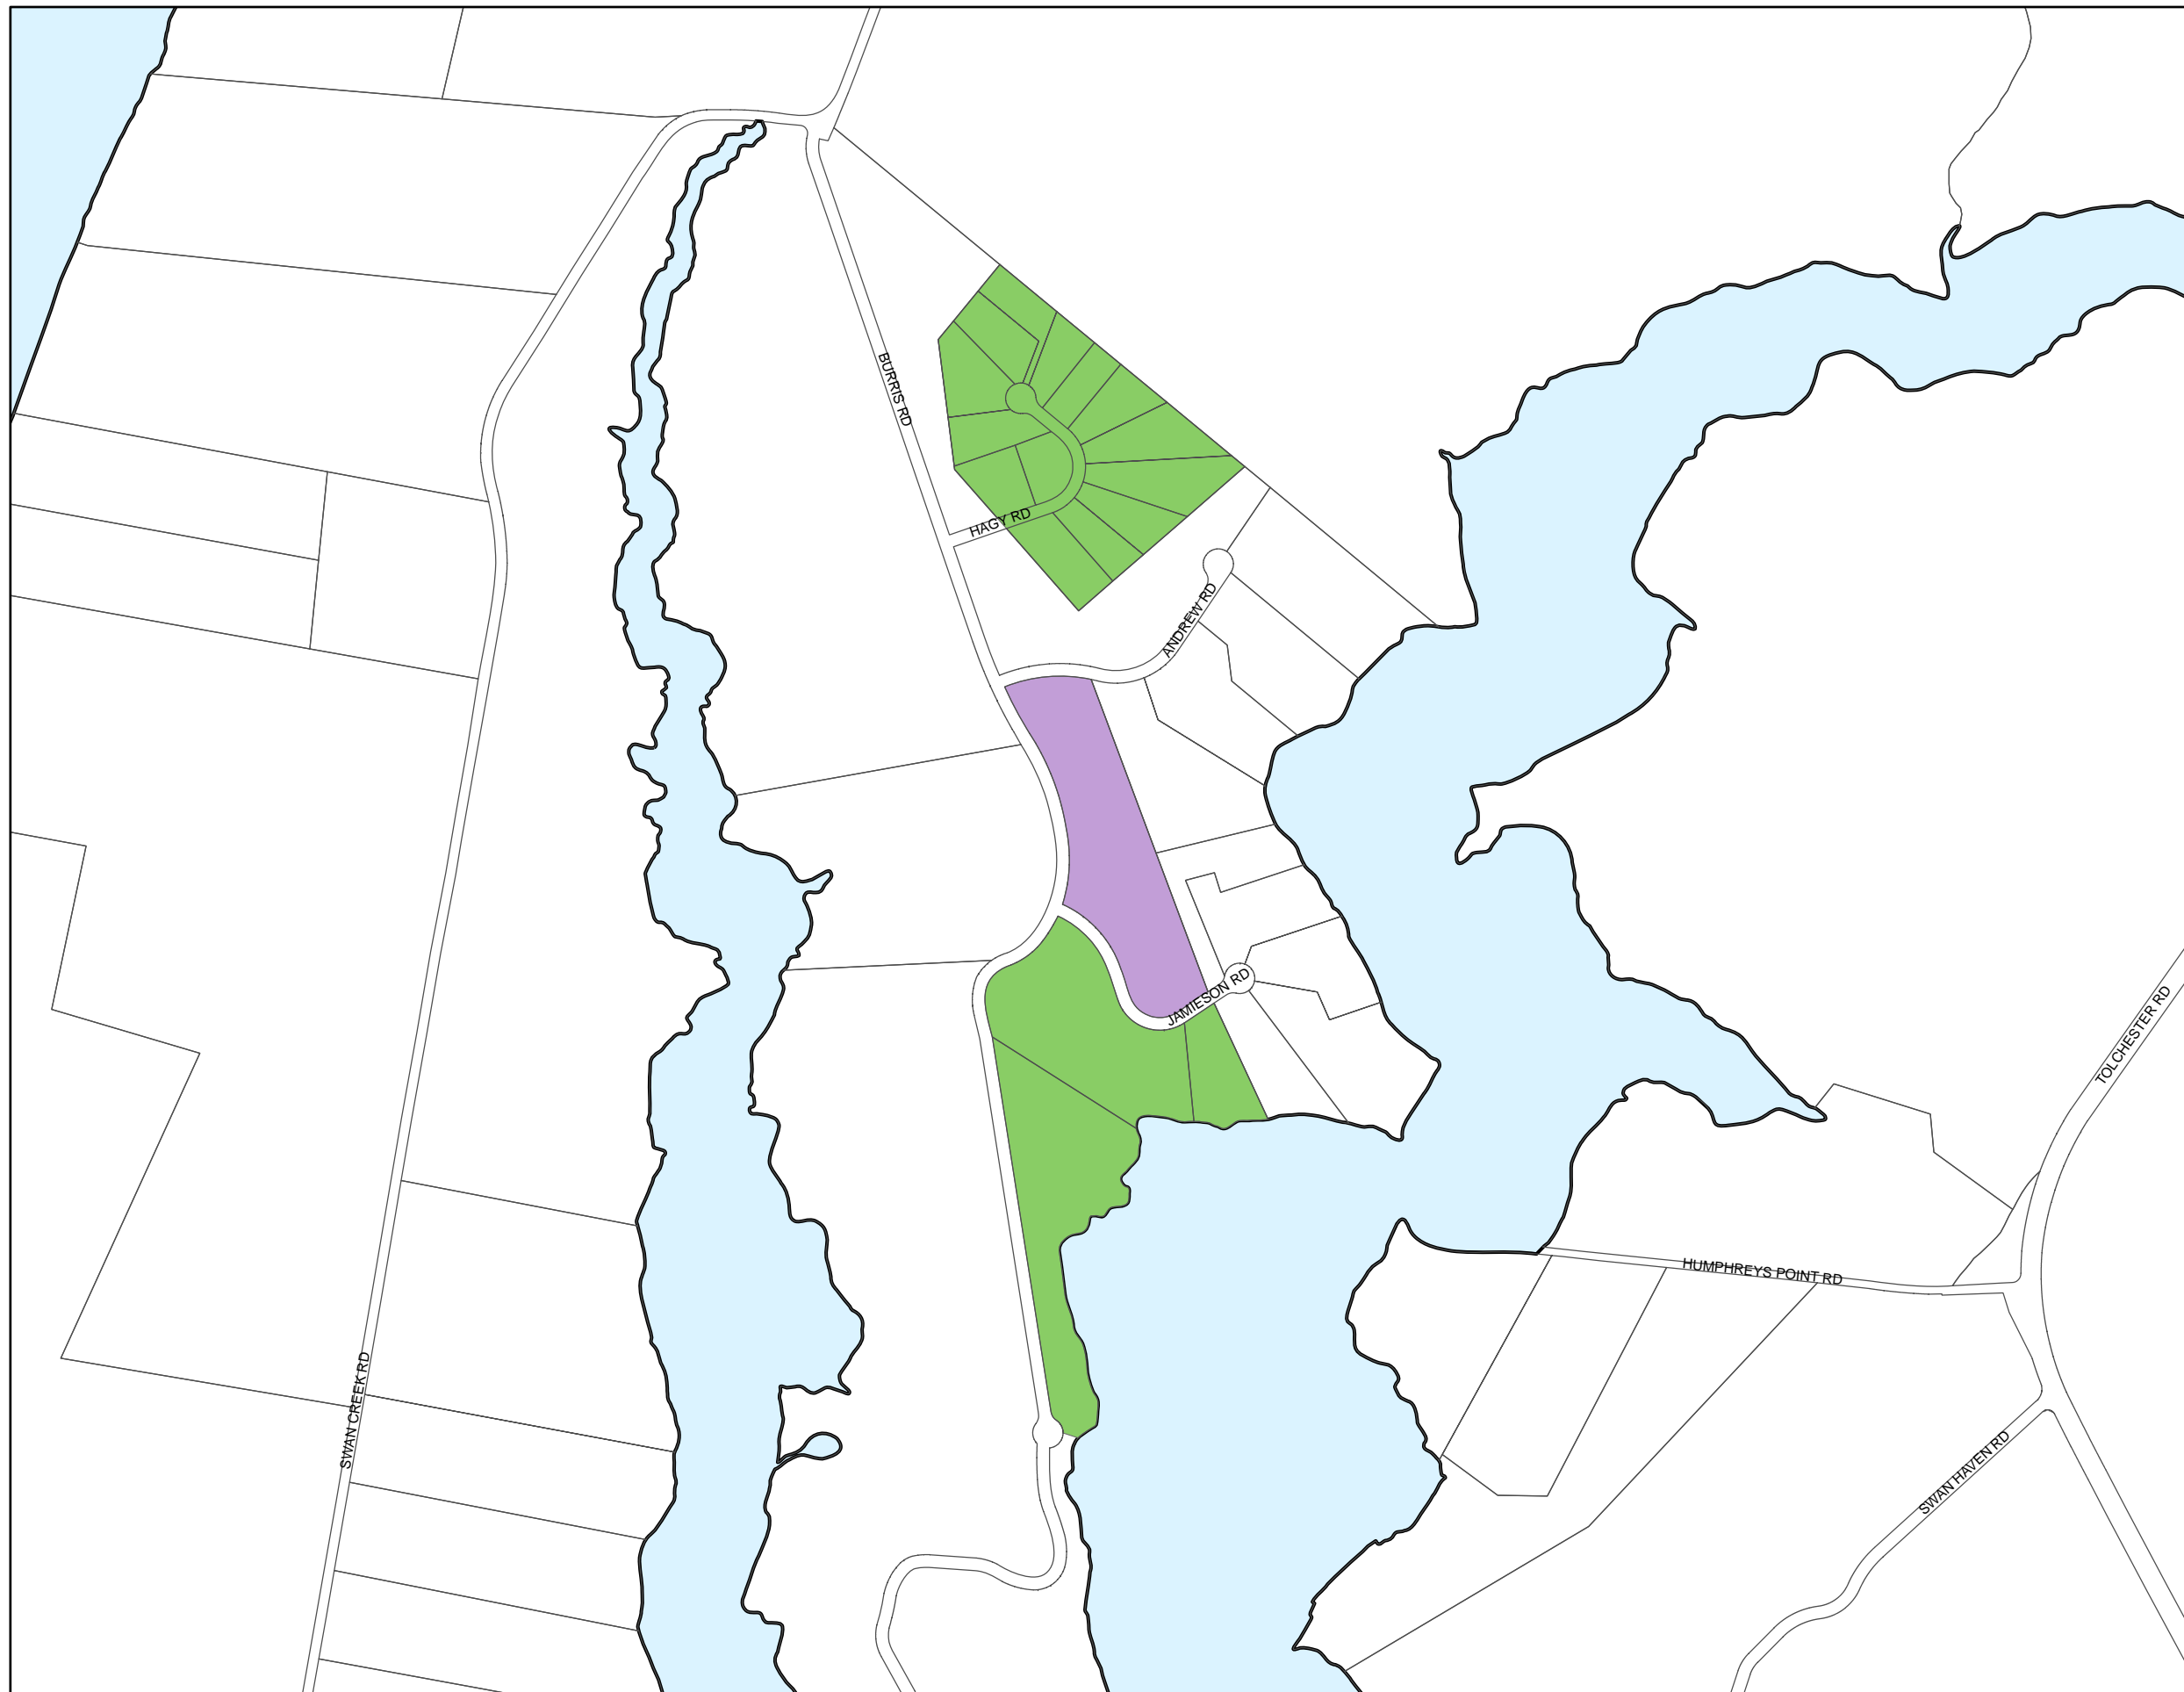 BURRIS RD
HAGY RD
ANDREW RD
JAMIESON RD
TOLCHESTER RD
HUMPHREYS POINT RD
SWAN CREEK RD
SWAN HAVEN RD